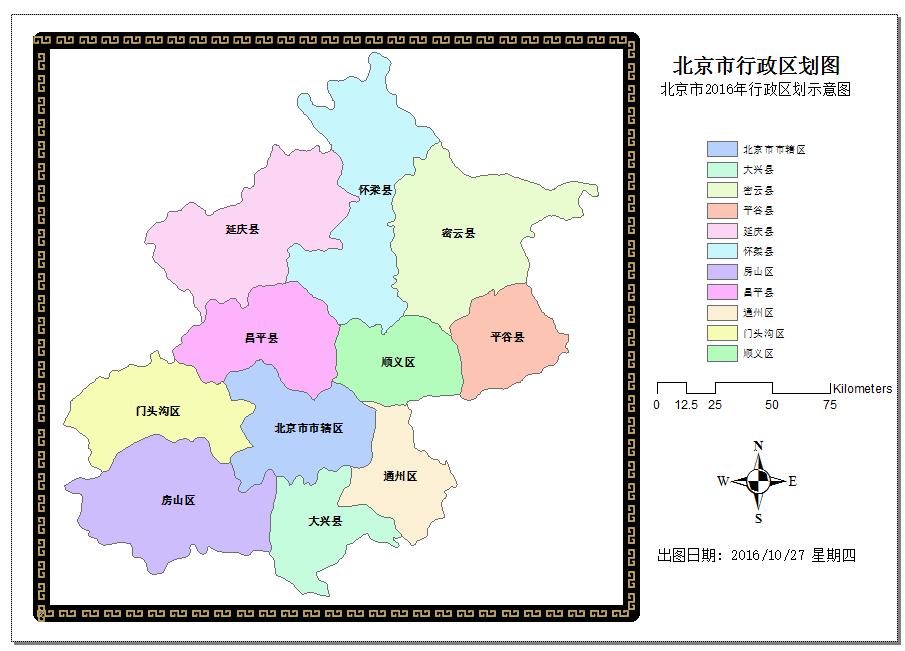 北京市行政区划图
北京市2016年行政区划示意图
怀柔县
延庆县
密云县
昌平县
平谷县
顺义区
门头沟区
北京市市辖区
通州区
房山区
大兴县
北京市市辖区
大兴县
密云县
平谷县
延庆县
怀柔县
房山区
昌平县
通州区
门头沟区
顺义区
Kilometers
0 12.5 25 50 75
N
W E
S
出图日期: 2016/10/27 星期四